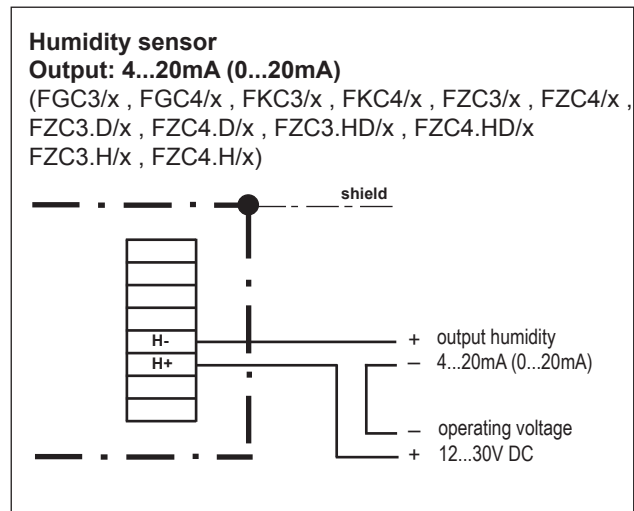 Humidity sensor
Output: 4...20mA (0...20mA)
(FGC3/x , FGC4/x , FKC3/x , FKC4/x , FZC3/x , FZC4/x ,
FZC3.D/x , FZC4.D/x , FZC3.HD/x , FZC4.HD/x
FZC3.H/x , FZC4.H/x)
shield
H-
H+
+ output humidity
– 4...20mA (0...20mA)
– operating voltage
+ 12...30V DC